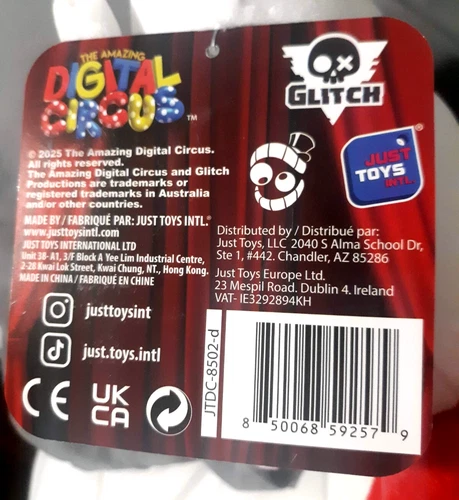 THE AMAZING
DIGITAL
CIRCUS™
GLITCH
© 2025 The Amazing Digital Circus.
All rights reserved.
The Amazing Digital Circus and Glitch
Productions are trademarks or
registered trademarks in Australia
and/or other countries.
JUST
TOYS
INTL.
®
MADE BY / FABRIQUÉ PAR: JUST TOYS INTL.®
www.justtoysintl.com
JUST TOYS INTERNATIONAL LTD
Unit 38-A1, 3/F Block A Yee Lim Industrial Centre,
2-28 Kwai Lok Street, Kwai Chung, NT., Hong Kong.
MADE IN CHINA / FABRIQUÉ EN CHINE
Distributed by / Distribué par:
Just Toys, LLC 2040 S Alma School Dr,
Ste 1, #442. Chandler, AZ 85286
Just Toys Europe Ltd.
23 Mespil Road. Dublin 4. Ireland
VAT- IE3292894KH
justtoysint
just.toys.intl
CE
UK
CA
JTDC-8502-d
8 50068 59257 9